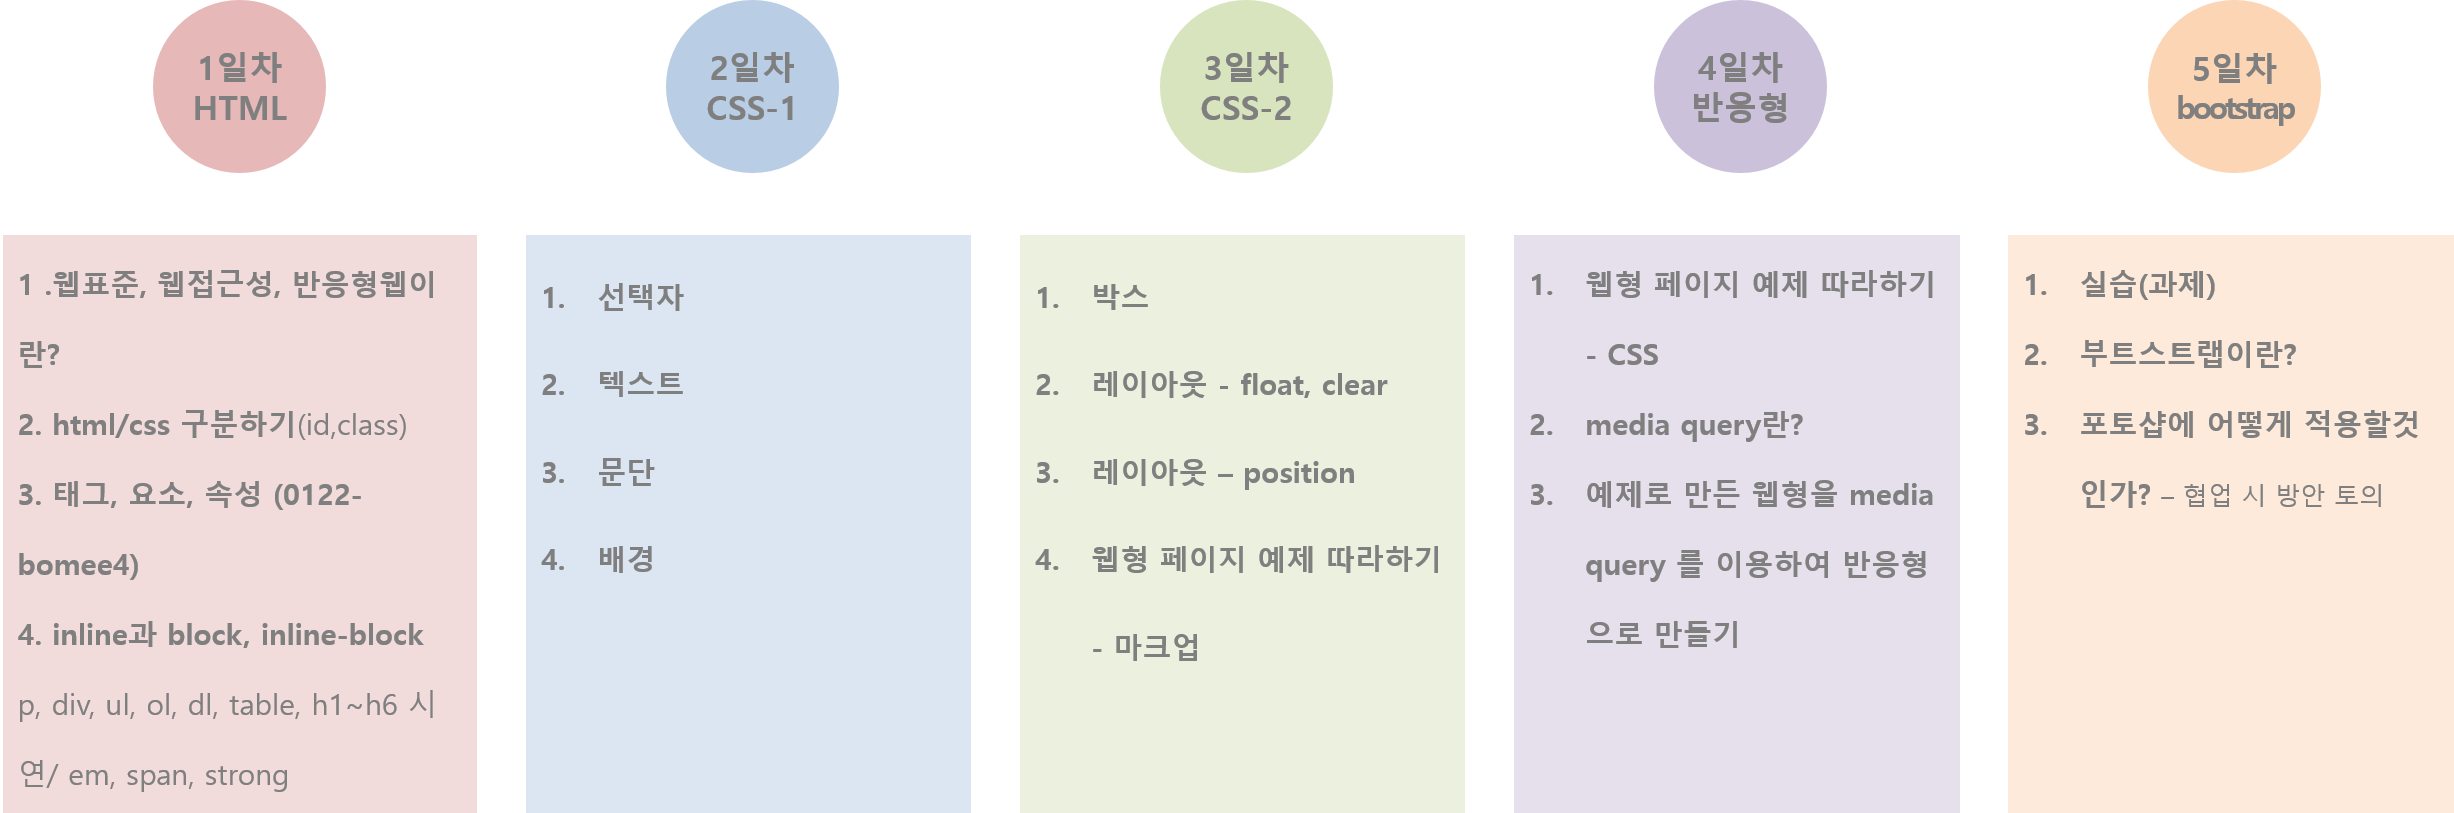 1일차
HTML
1 .웹표준, 웹접근성, 반응형웹이
란?
2. html/css 구분하기(id,class)
3. 태그, 요소, 속성 (0122-
bomee4)
4. inline과 block, inline-block
p, div, ul, ol, dl, table, h1~h6 시
연/ em, span, strong
2일차
CSS-1
1. 선택자
2. 텍스트
3. 문단
4. 배경
3일차
CSS-2
1. 박스
2. 레이아웃 - float, clear
3. 레이아웃 – position
4. 웹형 페이지 예제 따라하기
- 마크업
4일차
반응형
1. 웹형 페이지 예제 따라하기
- CSS
2. media query란?
3. 예제로 만든 웹형을 media
query 를 이용하여 반응형
으로 만들기
5일차
bootstrap
1. 실습(과제)
2. 부트스트랩이란?
3. 포토샵에 어떻게 적용할것
인가? – 협업 시 방안 토의